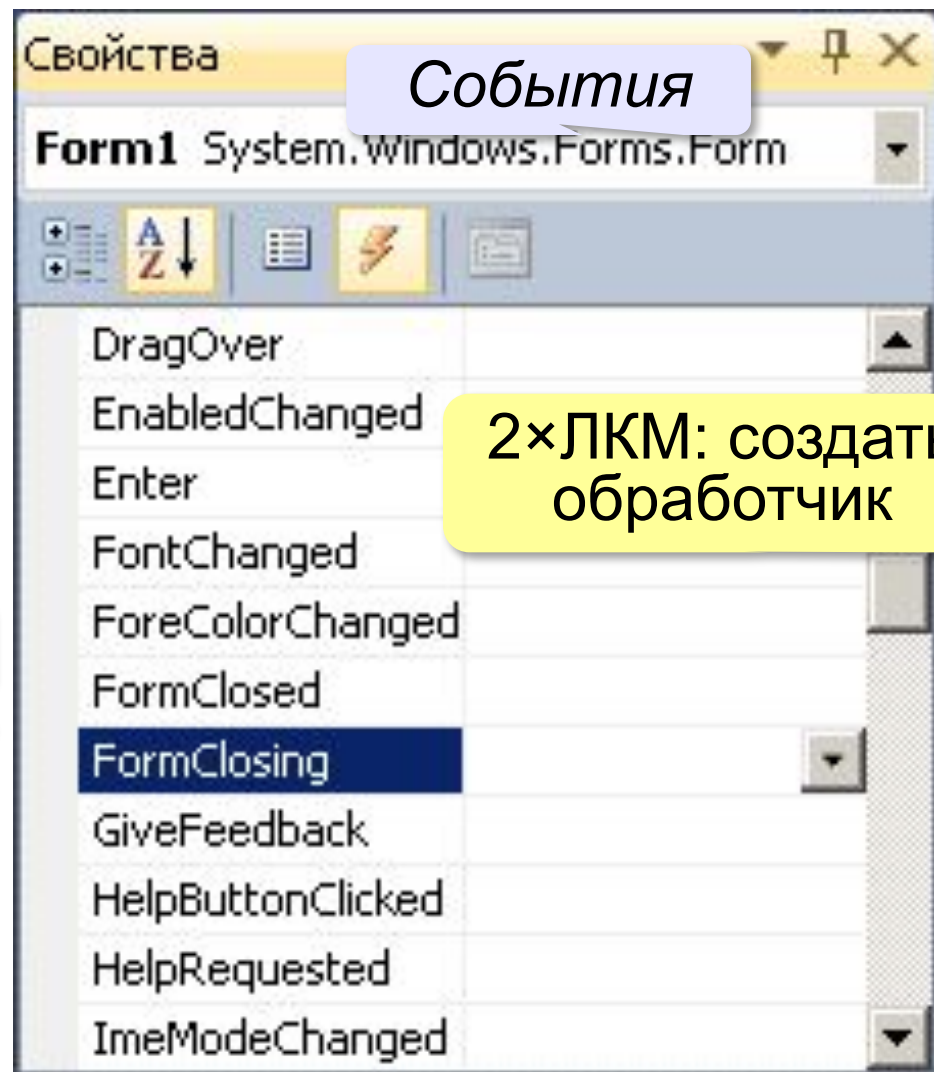 Свойства
События
Form1 System.Windows.Forms.Form
A
Z
DragOver
EnabledChanged
2×ЛКМ: создать
обработчик
Enter
FontChanged
ForeColorChanged
FormClosed
FormClosing
GiveFeedback
HelpButtonClicked
HelpRequested
ImeModeChanged